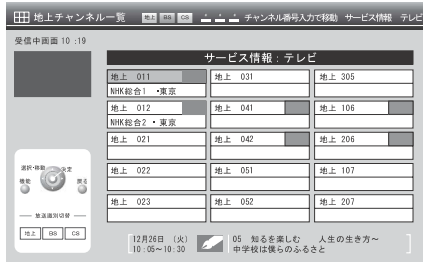 地上チャンネル一覧 地上 BS CS チャンネル番号入力で移動 サービス情報 テレビ
受信中画面 10:19
サービス情報:テレビ
地上 011 地上 031 地上 305
NHK総合1 ・東京
地上 012 地上 041 地上 106
NHK総合2 ・東京
地上 021 地上 042 地上 206
地上 022 地上 051 地上 107
地上 023 地上 052 地上 207
選択・移動 決定
機能 戻る
放送識別切替
地上 BS CS
12月26日 (火) 05 知るを楽しむ 人生の生き方~
10:05~10:30 中学校は僕らのふるさと